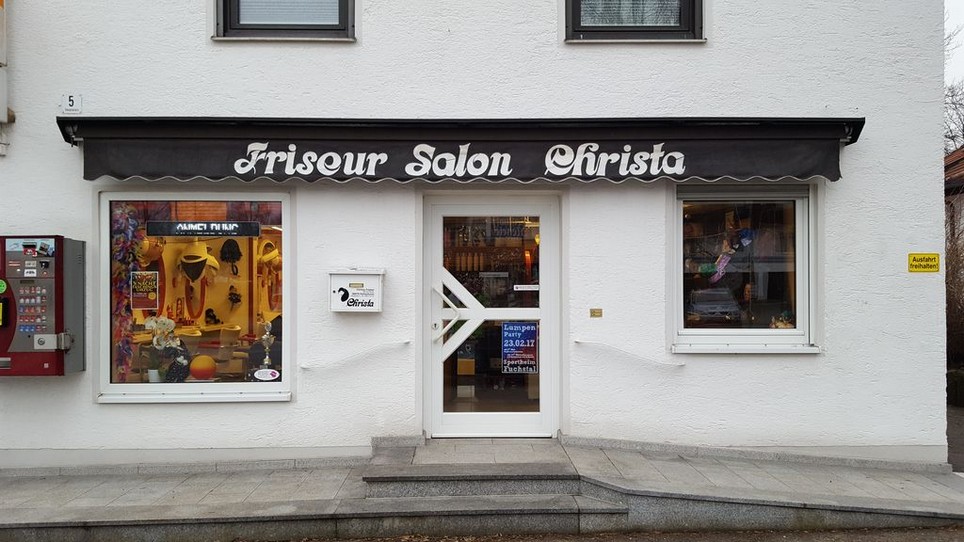 5
Friseur Salon Christa
ANMELDUNG
Christa
Lumpen
Party
23.02.17
Sportheim
Fuchstal
Ausfahrt
freihalten!